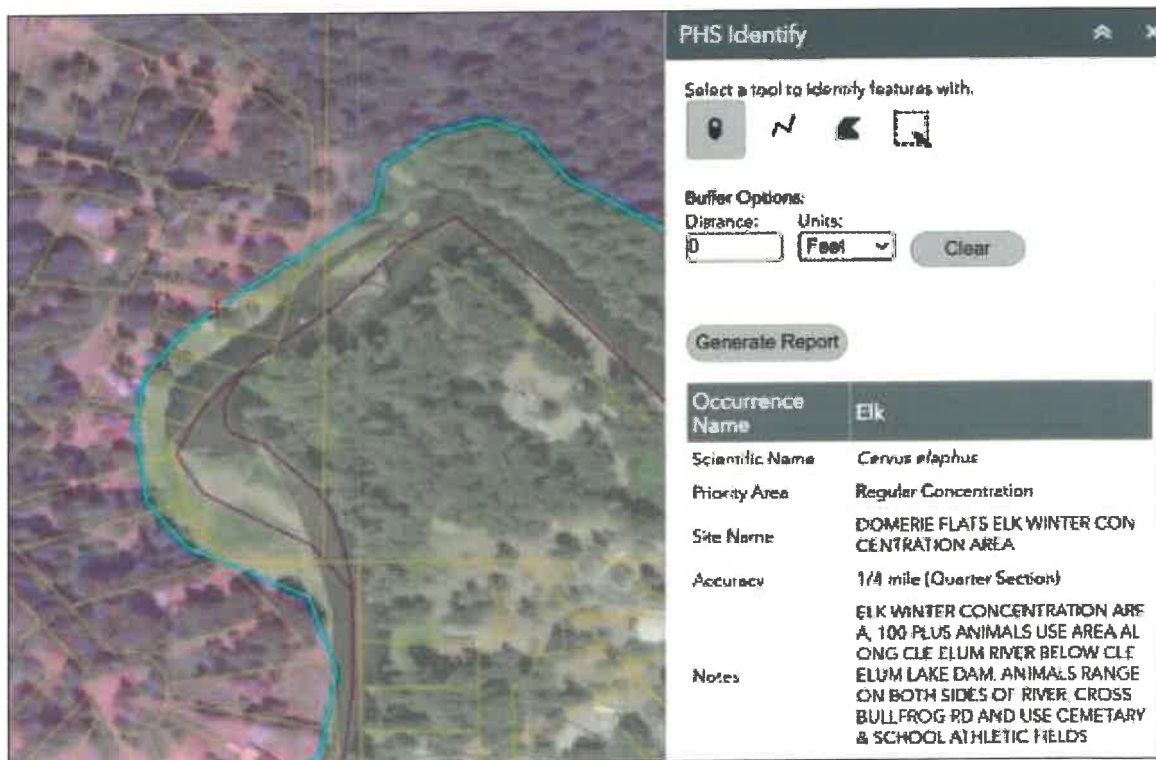 PHS Identify
Select a tool to identify features with.
Buffer Options:
Distance: Units:
0 Feet Clear
Generate Report
Occurrence Name Elk
Scientific Name Cervus elaphus
Priority Area Regular Concentration
Site Name DOMERIE FLATS ELK WINTER CON
CENTRATION AREA
Accuracy 1/4 mile (Quarter Section)
Notes ELK WINTER CONCENTRATION ARE
A, 100 PLUS ANIMALS USE AREA AL
ONG CLE ELUM RIVER BELOW CLE
ELUM LAKE DAM. ANIMALS RANGE
ON BOTH SIDES OF RIVER, CROSS
BULLFROG RD AND USE CEMETARY
& SCHOOL ATHLETIC FIELDS